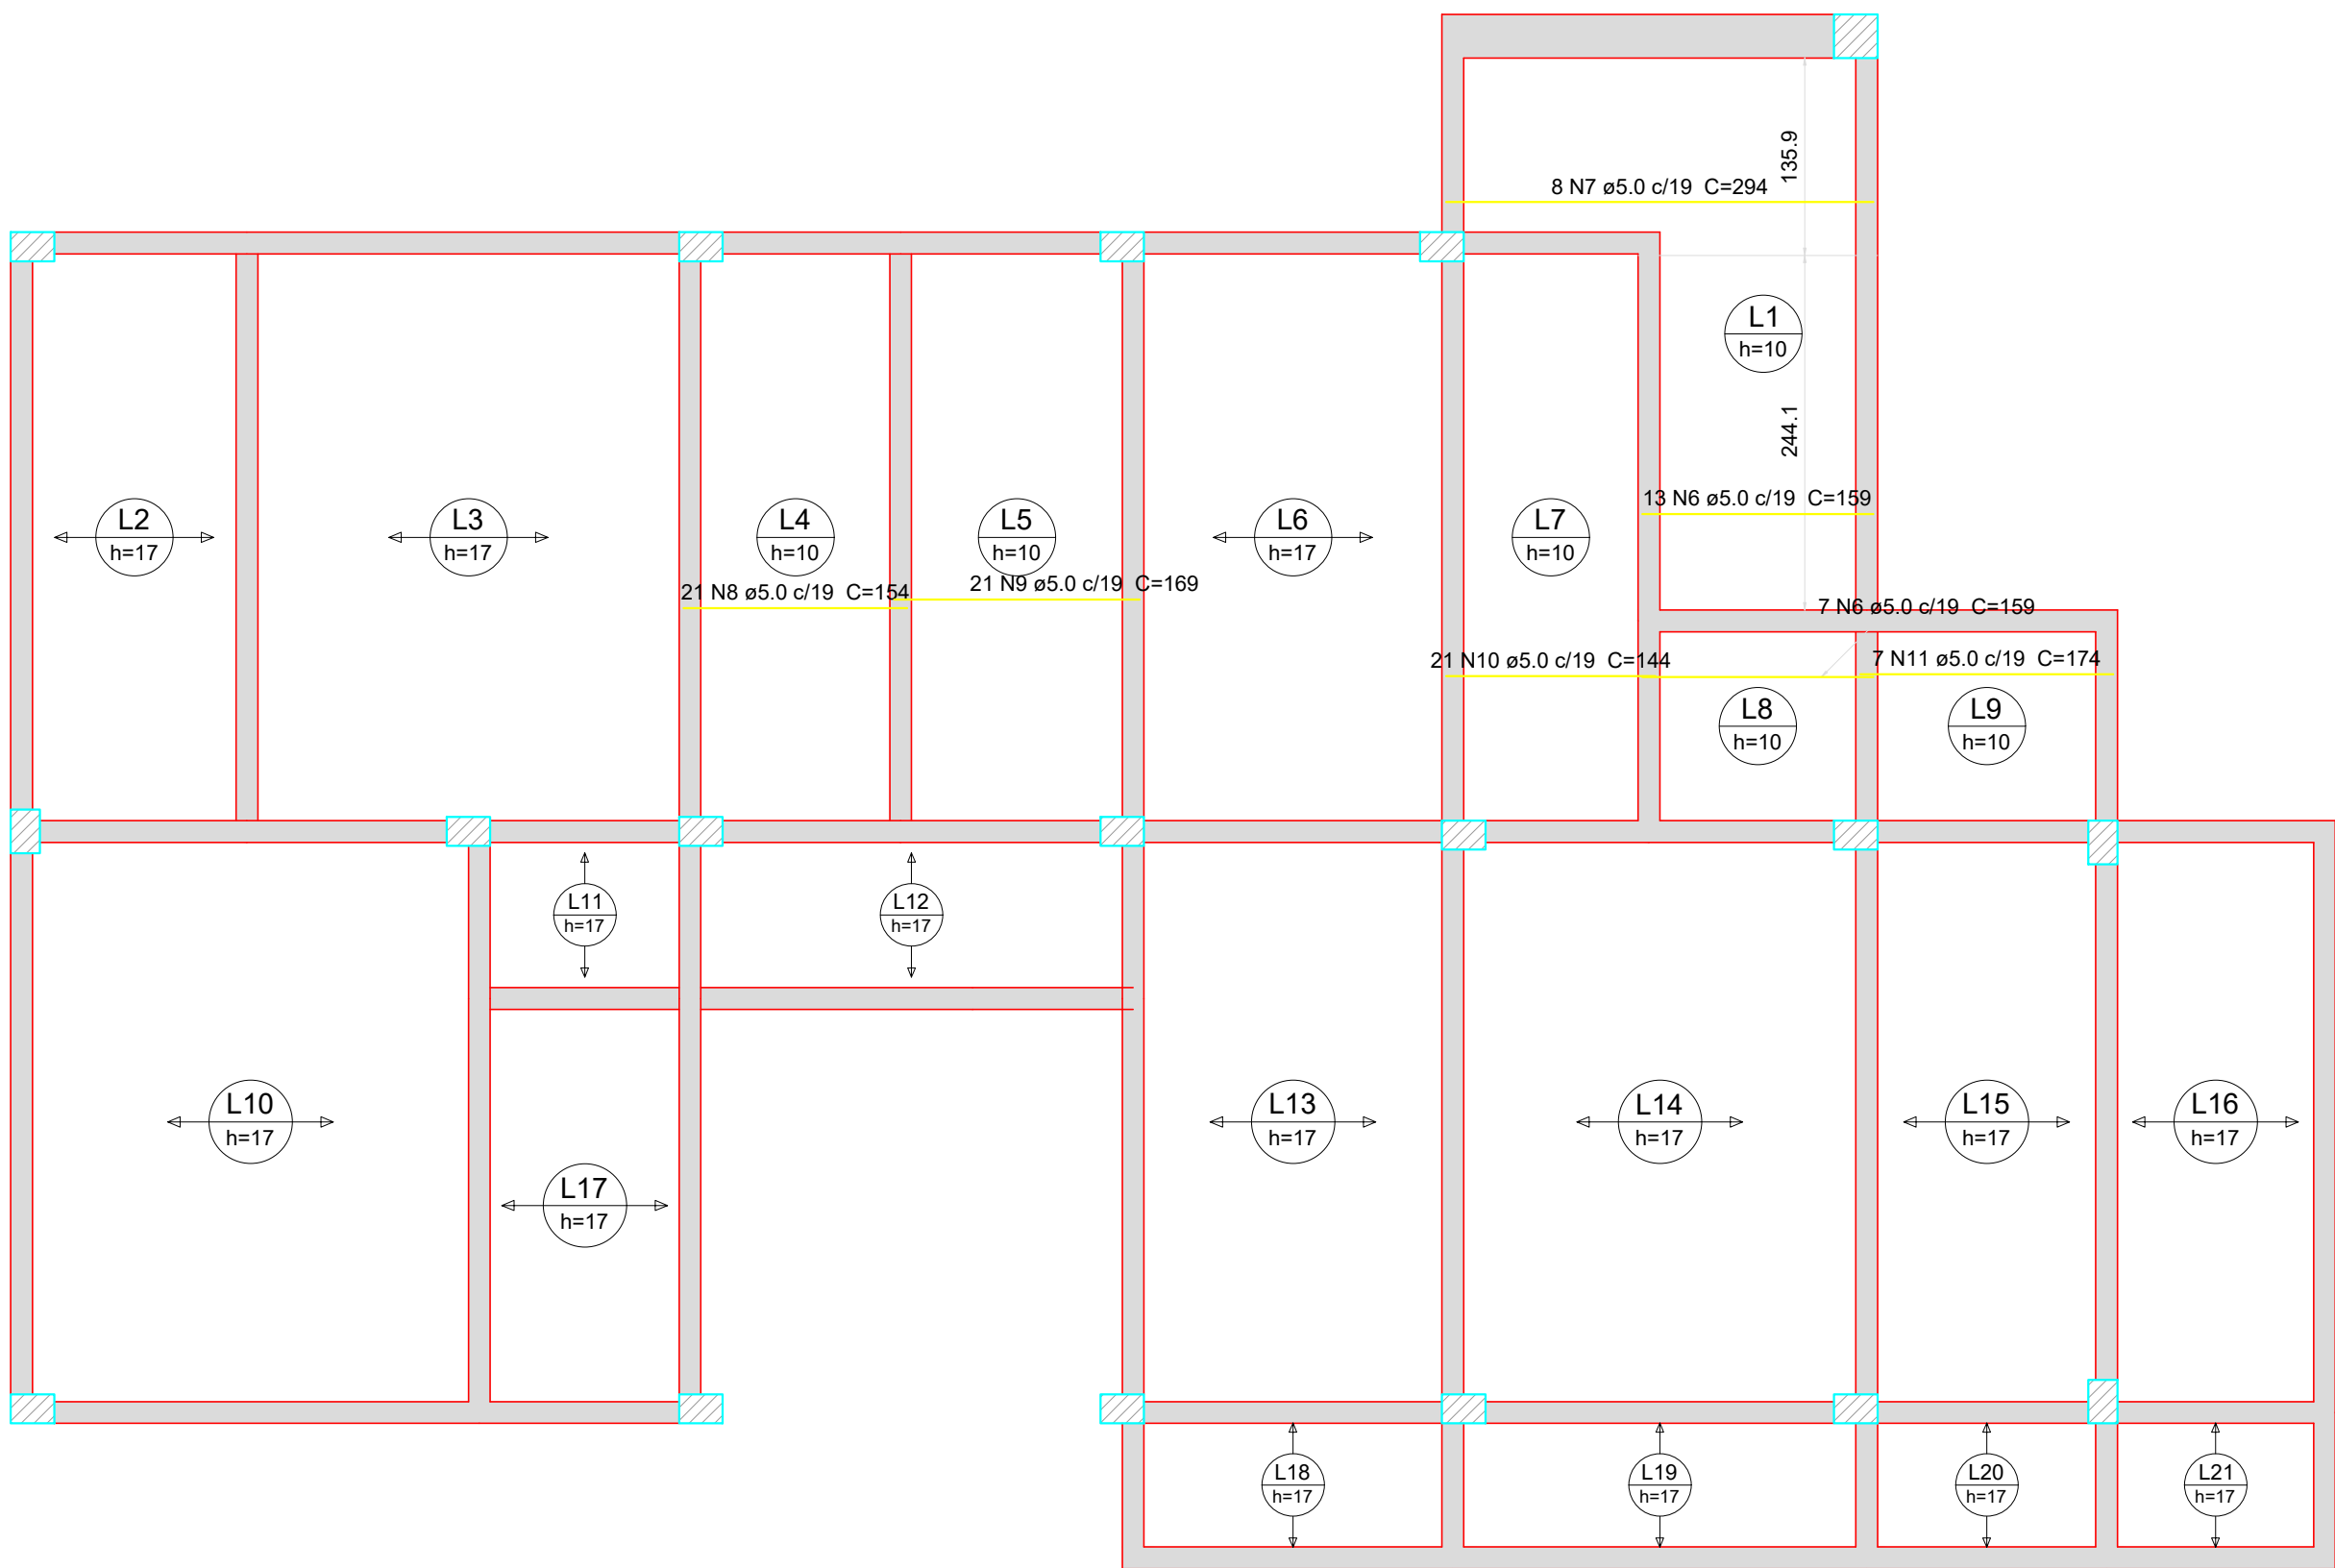 135.9
8 N7 ø5.0 c/19  C=294
L1
h=10
244.1
13 N6 ø5.0 c/19  C=159
L2
h=17
L3
h=17
L4
h=10
L5
h=10
L6
h=17
L7
h=10
21 N8 ø5.0 c/19  C=154
21 N9 ø5.0 c/19  C=169
7 N6 ø5.0 c/19  C=159
21 N10 ø5.0 c/19  C=144
7 N11 ø5.0 c/19  C=174
L8
h=10
L9
h=10
L11
h=17
L12
h=17
L10
h=17
L13
h=17
L14
h=17
L15
h=17
L16
h=17
L17
h=17
L18
h=17
L19
h=17
L20
h=17
L21
h=17